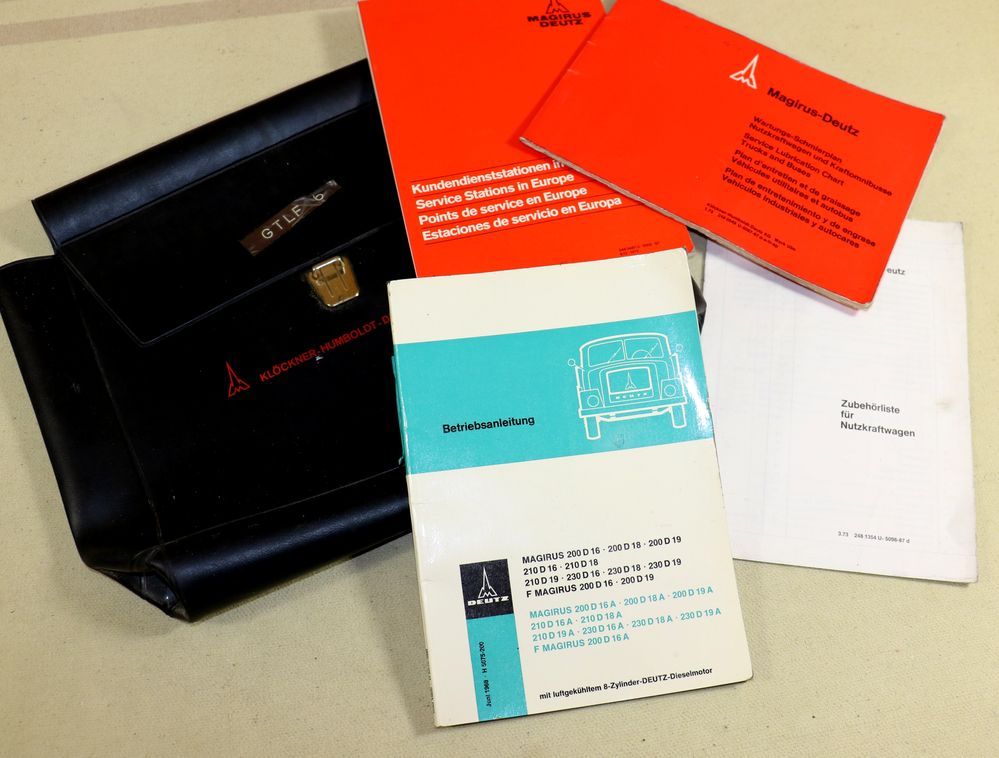 GTLF 6
KLÖCKNER-HUMBOLDT-D
MAGIRUS
DEUTZ
Kundendienststationen in
Service Stations in Europe
Points de service en Europe
Estaciones de servicio en Europa
Magirus-Deutz
Wartungs-Schmierplan
Nutzkraftwagen und Kraftomnibusse
Service Lubrication Chart
Trucks and Buses
Plan d'entretien et de graissage
Véhicules utilitaires et autobus
Plan de entretenimiento y de engrase
Vehículos industriales y autocares
eutz
Zubehörliste
für
Nutzkraftwagen
3.73 248 1354 U: 5098-87 d
DEUTZ
Betriebsanleitung
MAGIRUS 200 D 16 · 200 D 18 · 200 D 19
210 D 16 · 210 D 18
210 D 19 · 230 D 16 · 230 D 18 · 230 D 19
F MAGIRUS 200 D 16 · 200 D 19
MAGIRUS 200 D 16 A · 200 D 18 A · 200 D 19 A
210 D 16 A · 210 D 18 A
210 D 19 A · 230 D 16 A · 230 D 18 A · 230 D 19 A
F MAGIRUS 200 D 16 A
DEUTZ
Juni 1968 · H 5075-200
mit luftgekühltem 8-Zylinder-DEUTZ-Dieselmotor